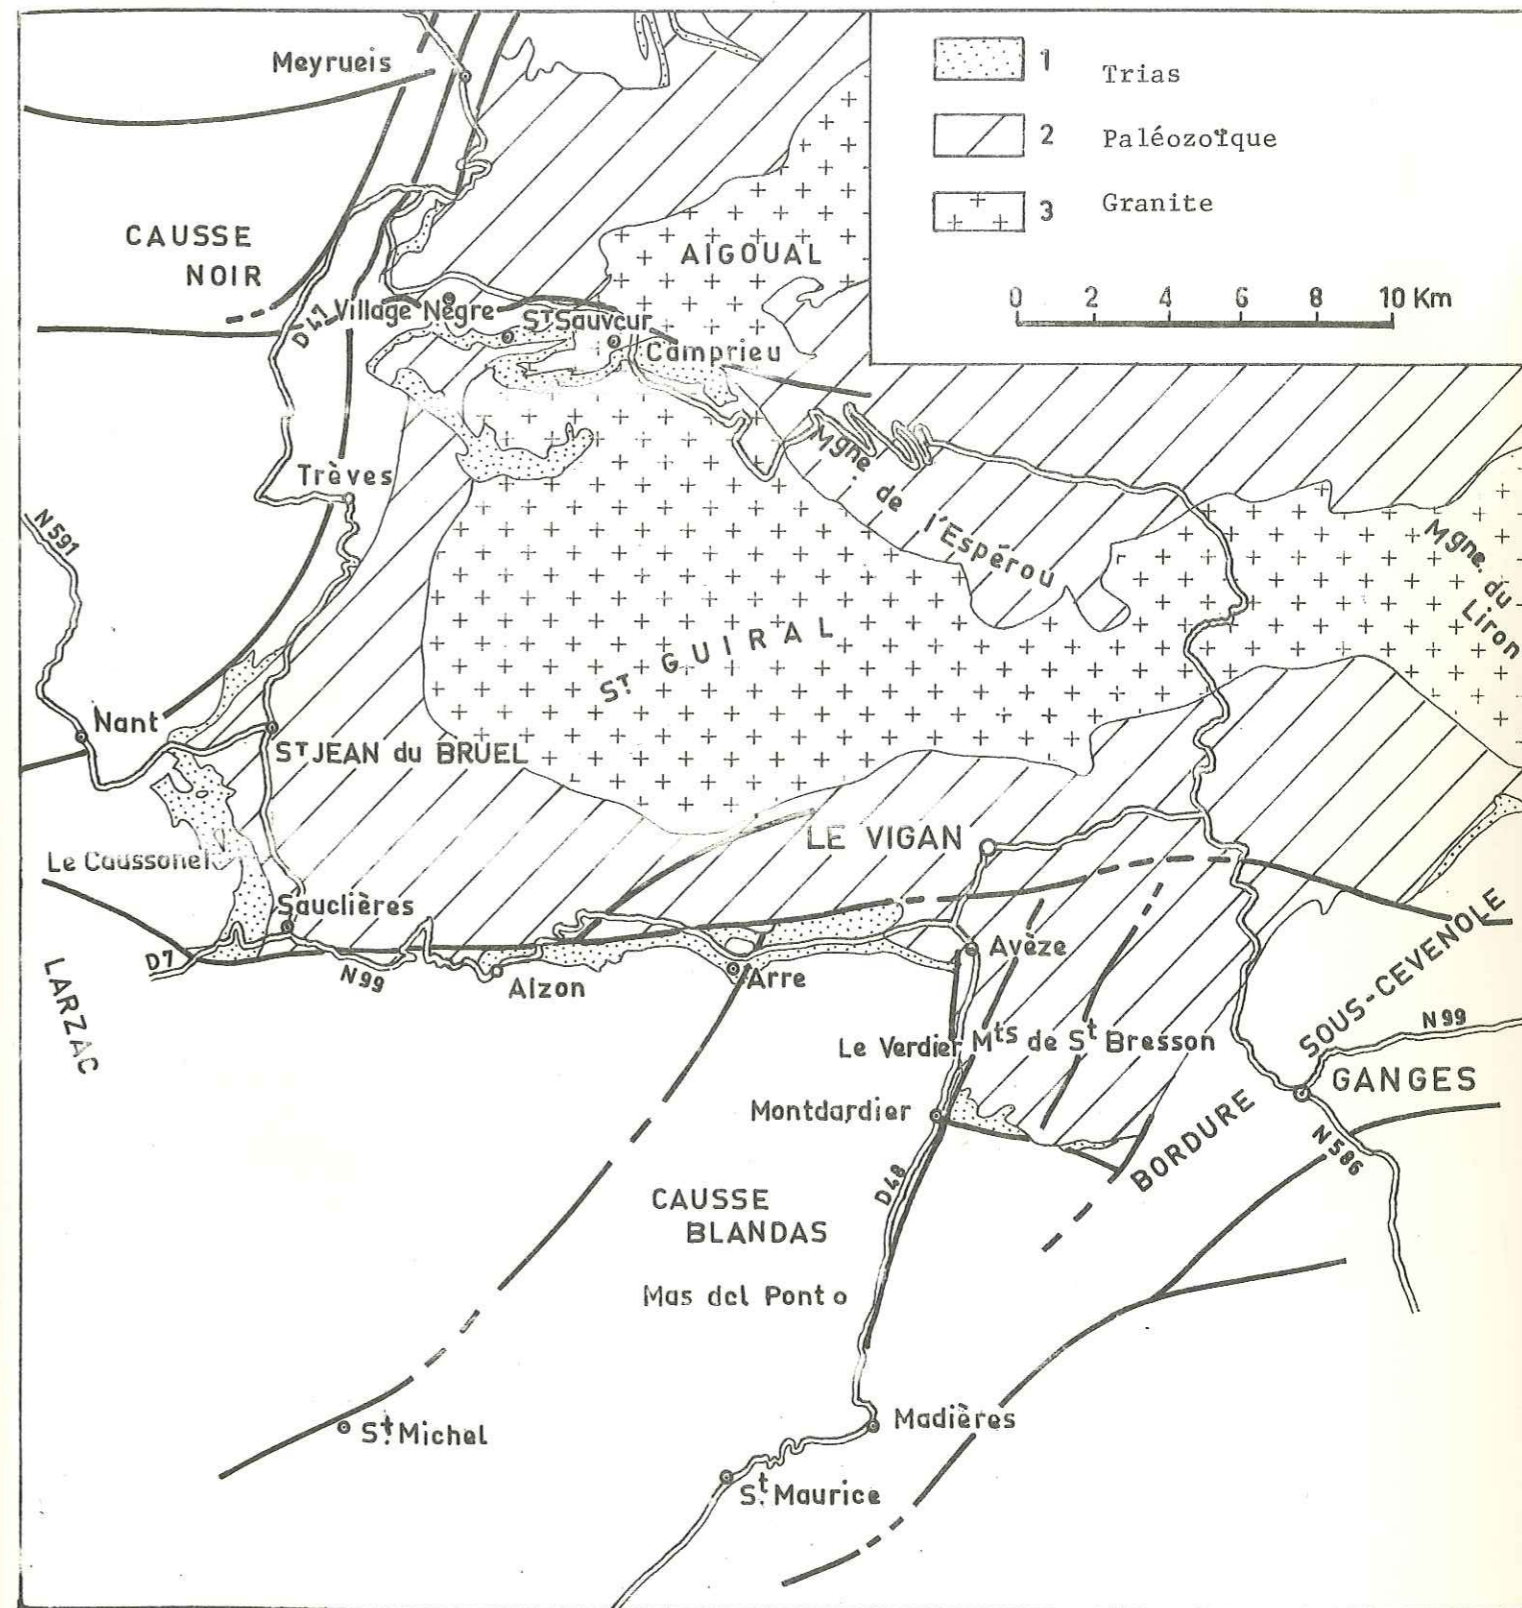 Meyrueis
1 Trias
2 Paléozoïque
3 Granite
CAUSSE
NOIR
AIGOUAL
0 2 4 6 8 10 Km
D 47
Village Nègre
Sᵗ Sauveur
Camprieu
Mgne. de l'Espérou
Trèves
N 591
Mgne. du
Liron
Sᵗ GUIRAL
Nant
Sᵗ JEAN du BRUEL
LE VIGAN
Le Caussonel
Sauclières
D7
N99
Alzon
Arre
Avèze
LARZAC
BORDURE SOUS-CEVENOLE
N99
Le Verdier
Mᵗˢ de Sᵗ Bresson
GANGES
Montdardier
N586
D48
CAUSSE
BLANDAS
Mas del Pont
Sᵗ. Michel
Madières
Sᵗ. Maurice